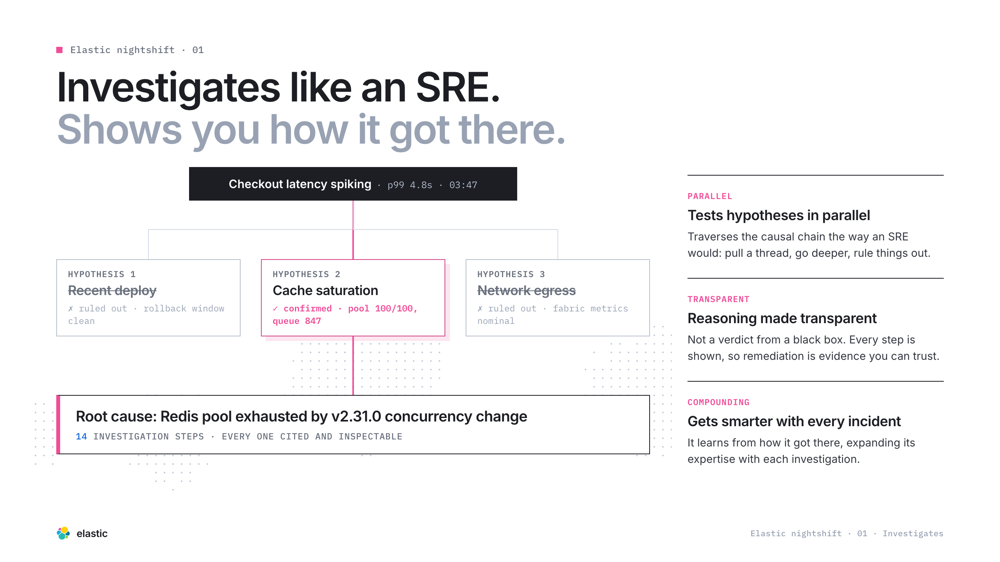 Elastic nightshift · 01
Investigates like an SRE.
Shows you how it got there.
Checkout latency spiking · p99 4.8s · 03:47
HYPOTHESIS 1
Recent deploy
✗ ruled out · rollback window
clean
HYPOTHESIS 2
Cache saturation
✓ confirmed · pool 100/100,
queue 847
HYPOTHESIS 3
Network egress
✗ ruled out · fabric metrics
nominal
Root cause: Redis pool exhausted by v2.31.0 concurrency change
14 INVESTIGATION STEPS · EVERY ONE CITED AND INSPECTABLE
PARALLEL
Tests hypotheses in parallel
Traverses the causal chain the way an SRE
would: pull a thread, go deeper, rule things out.
TRANSPARENT
Reasoning made transparent
Not a verdict from a black box. Every step is
shown, so remediation is evidence you can trust.
COMPOUNDING
Gets smarter with every incident
It learns from how it got there, expanding its
expertise with each investigation.
elastic
Elastic nightshift · 01 · Investigates